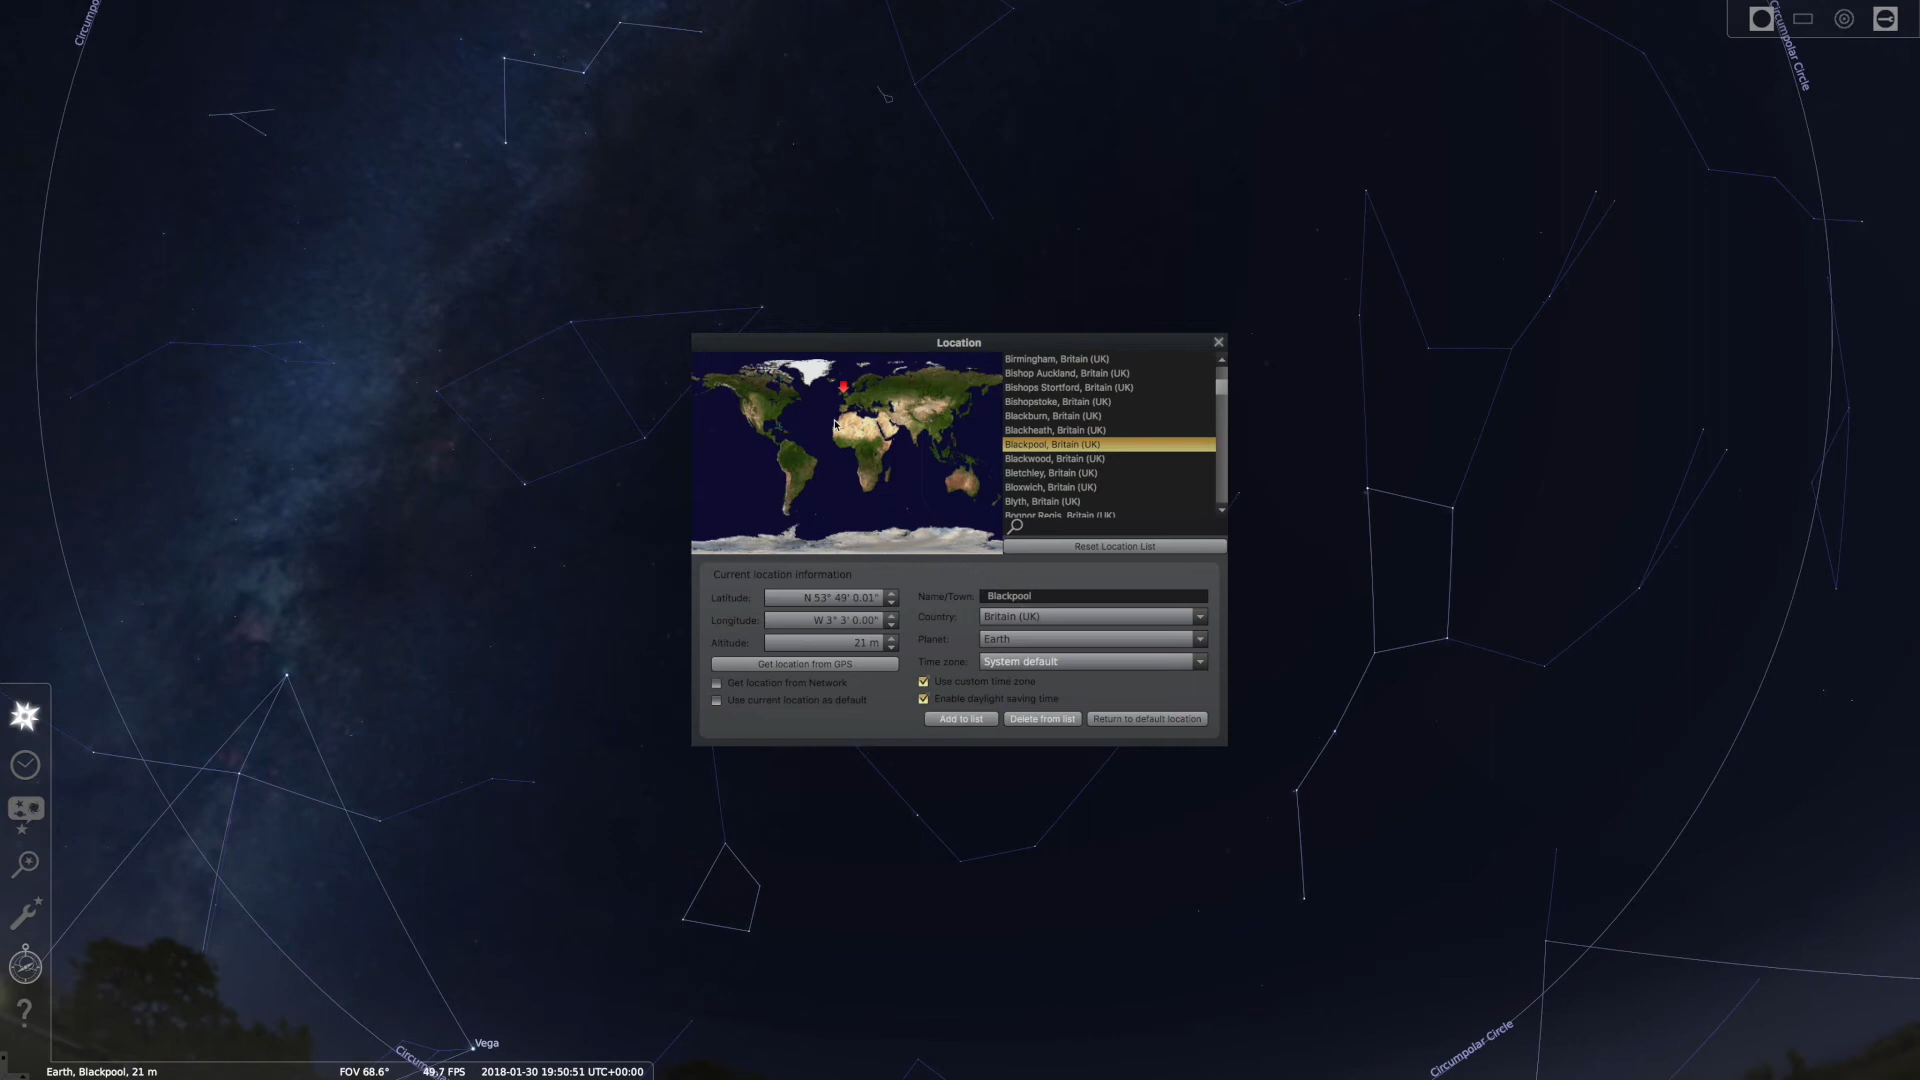 Circumpo
Circumpolar Circle
Location
Birmingham, Britain (UK)
Bishop Auckland, Britain (UK)
Bishops Stortford, Britain (UK)
Bishopstoke, Britain (UK)
Blackburn, Britain (UK)
Blackheath, Britain (UK)
Blackpool, Britain (UK)
Blackwood, Britain (UK)
Bletchley, Britain (UK)
Bloxwich, Britain (UK)
Blyth, Britain (UK)
Bognor Regis, Britain (UK)
Reset Location List
Current location information
Latitude: N 53° 49' 0.01"
Longitude: W 3° 3' 0.00"
Altitude: 21 m
Get location from GPS
Get location from Network
Use current location as default
Name/Town: Blackpool
Country: Britain (UK)
Planet: Earth
Time zone: System default
Use custom time zone
Enable daylight saving time
Add to list
Delete from list
Return to default location
Vega
Circum
Circumpolar Circle
Earth, Blackpool, 21 m
FOV 68.6°
49.7 FPS
2018-01-30 19:50:51 UTC+00:00